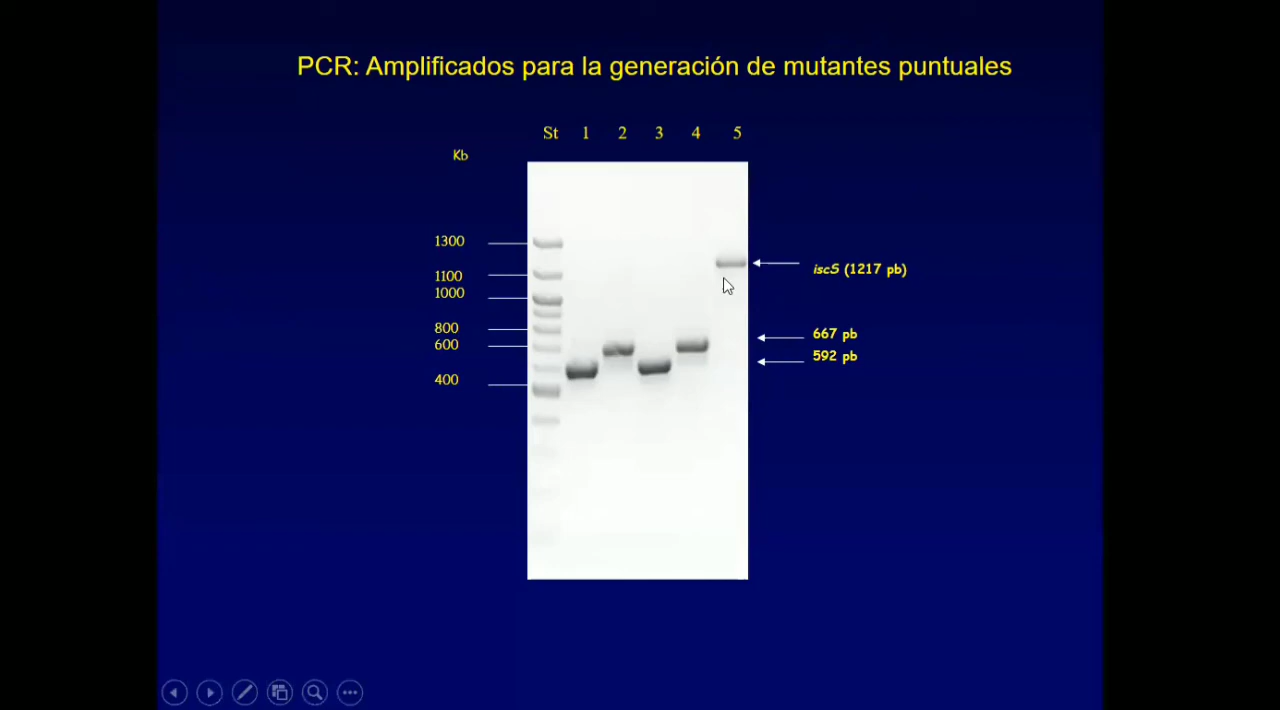 PCR: Amplificados para la generación de mutantes puntuales
St 1 2 3 4 5
Kb
1300
1100
1000
800
600
400
iscS (1217 pb)
667 pb
592 pb